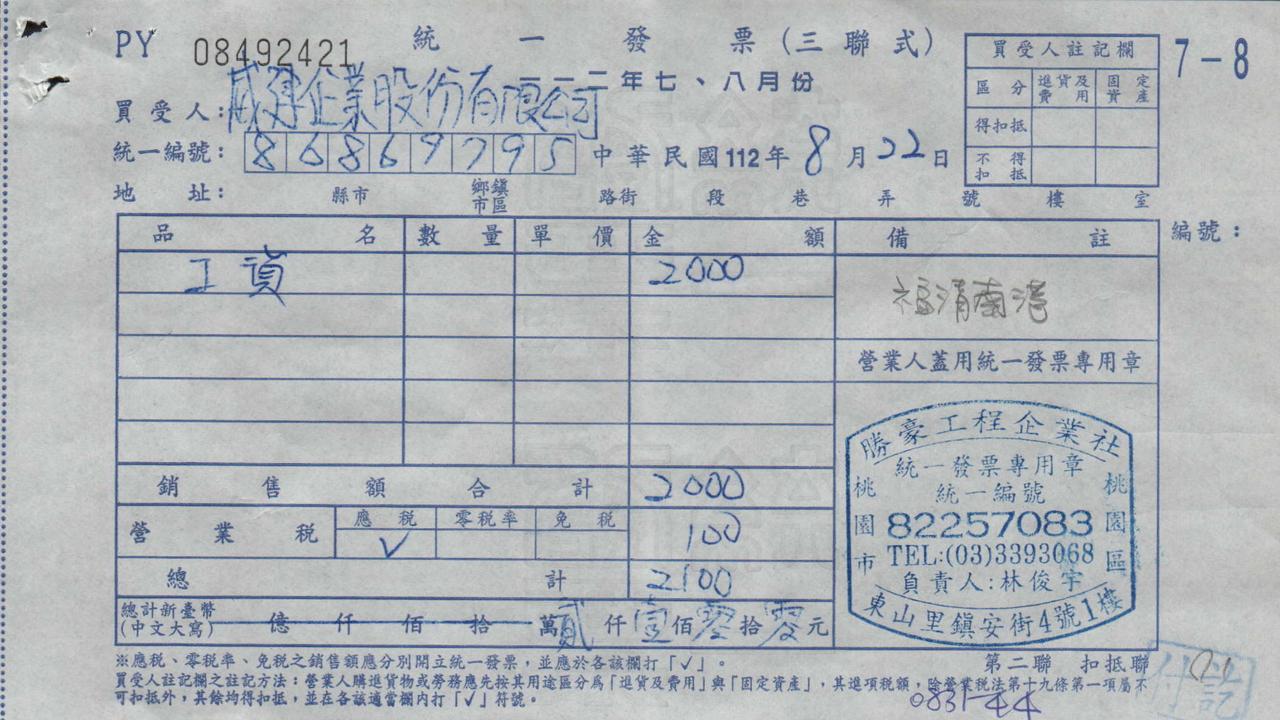 PY 08492421 統一發票(三聯式)
一一二年七、八月份
7-8
買受人註記欄
區分 進貨及費用 固定資產
得扣抵
不得扣抵
買受人: 企業股份有限公司
統一編號: 86869795 中華民國112年8月22日
地址: 縣市 鄉鎮市區 路街 段 巷 弄 號 樓 室
品名 數量 單價 金額 備註 編號:
工資 2000
福清南港
營業人蓋用統一發票專用章
銷售額合計 2000
營業稅 應稅 零稅率 免稅 100
√
總計 2100
總計新臺幣
(中文大寫) 億 仟 佰 拾 萬 貳 仟 壹 佰 零 拾 零 元
勝豪工程企業社
統一發票專用章
統一編號
82257083
TEL:(03)3393068
負責人:林俊宇
桃園市 桃園區
東山里鎮安街4號1樓
※應稅、零稅率、免稅之銷售額應分別開立統一發票,並應於各該欄打「√」。
第二聯 扣抵聯
買受人註記欄之註記方法:營業人購進貨物或勞務應先按其用途區分為「進貨及費用」與「固定資產」,其進項稅額,除營業稅法第十九條第一項屬不
可扣抵外,其餘均得扣抵,並在各該適當欄內打「√」符號。
0831-44
付訖